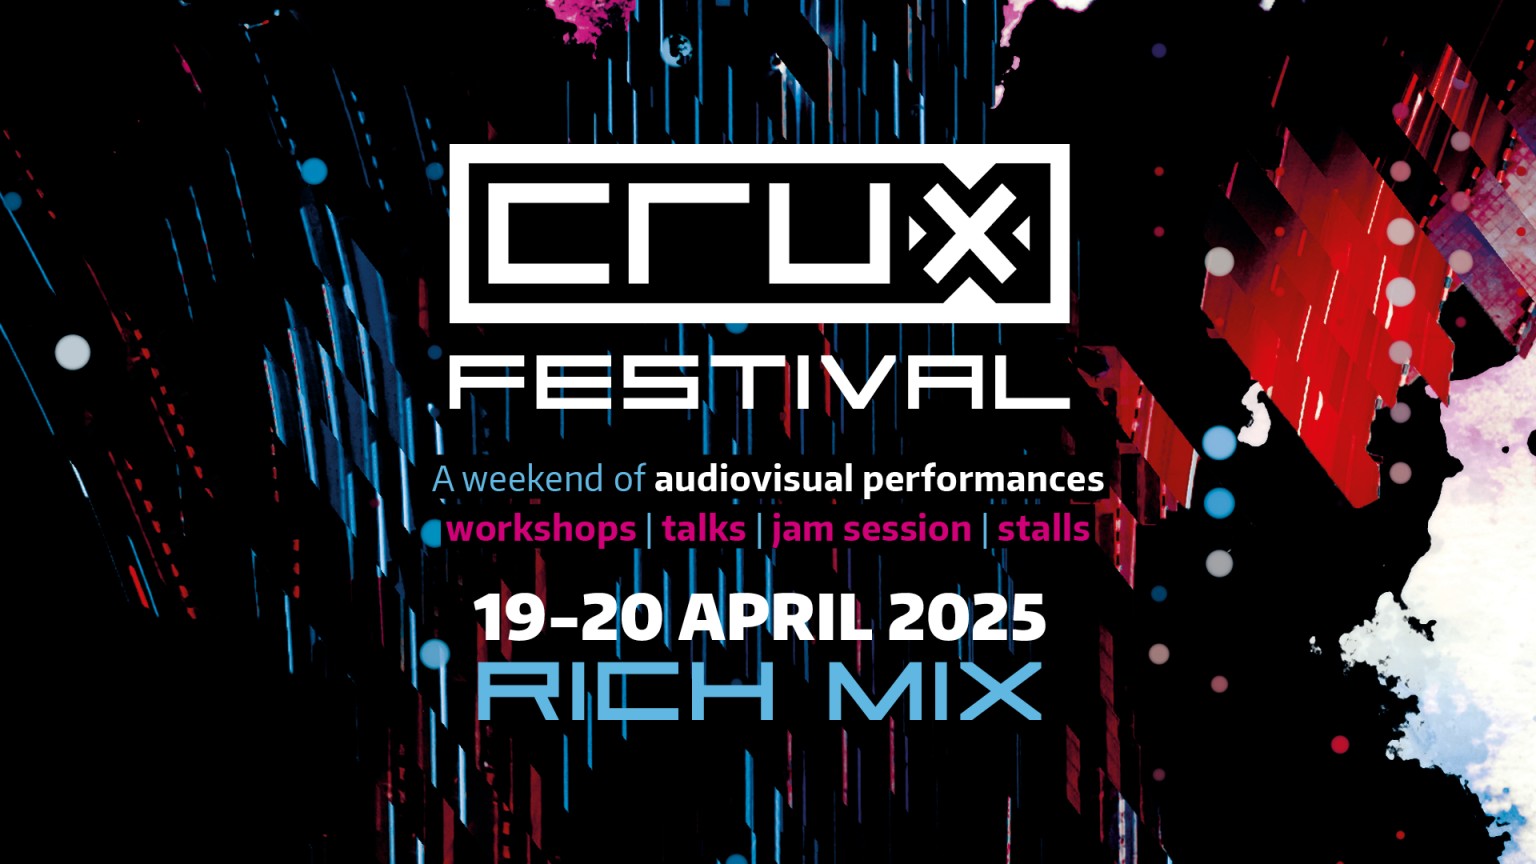 crux
FESTIVAL
A weekend of audiovisual performances
workshops | talks | jam session | stalls
19-20 APRIL 2025
RICH MIX